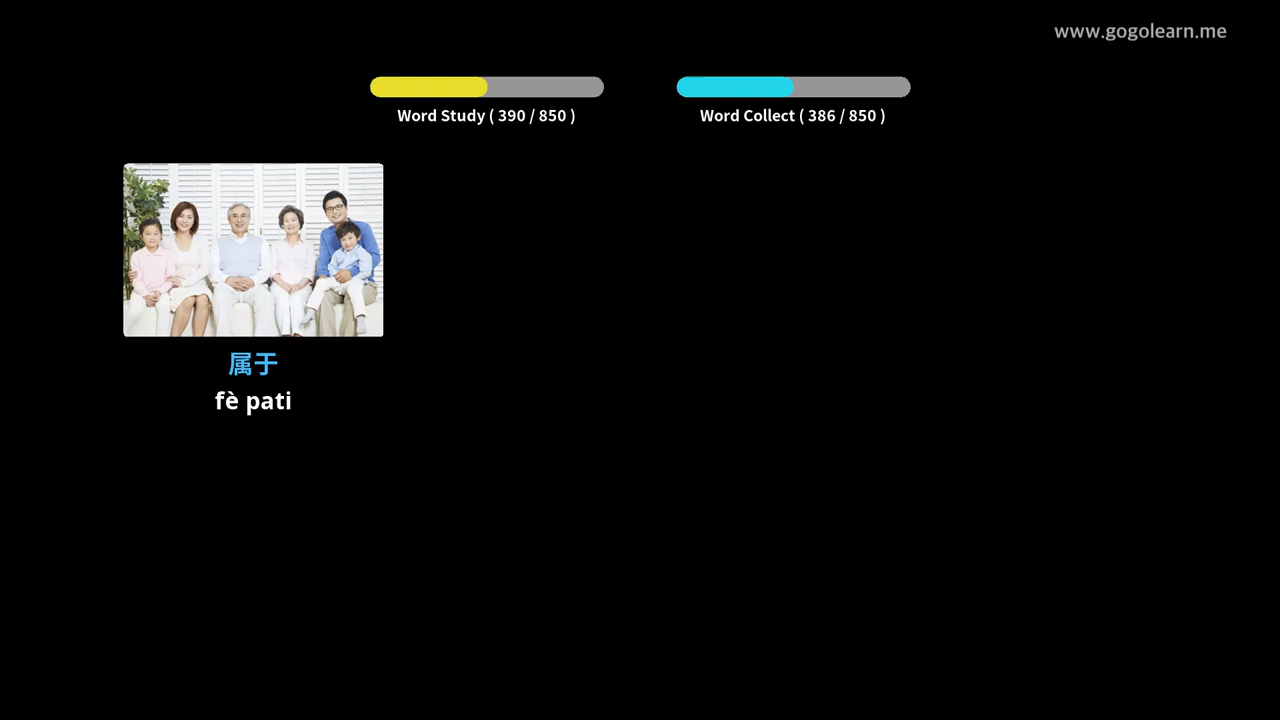 www.gogolearn.me
Word Study ( 390 / 850 )
Word Collect ( 386 / 850 )
属于
fè pati